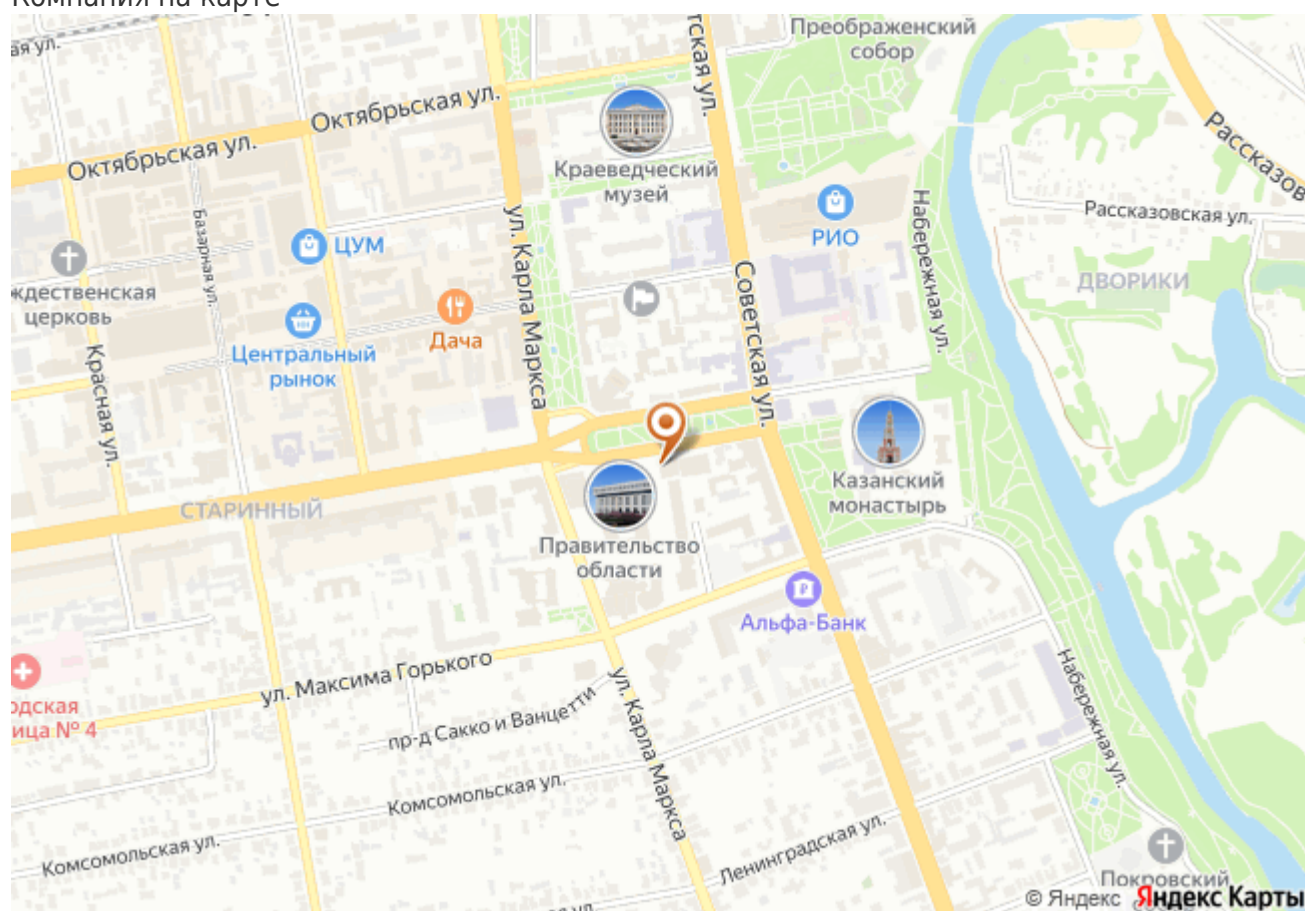 Компания на карте
ая ул.
Преображенский
собор
тская ул.
Октябрьская ул.
Октябрьская ул.
Краеведческий
музей
Рассказов
Рассказовская ул.
Базарная ул.
ЦУМ
ул. Карла Маркса
РИО
Набережная ул.
ДВОРИКИ
ждественская
церковь
Центральный
рынок
Дача
Советская ул.
Красная ул.
СТАРИННЫЙ
Казанский
монастырь
Правительство
области
Альфа-Банк
ул. Максима Горького
одская
ица № 4
пр-д Сакко и Ванцетти
ул. Карла Маркса
Набережная ул.
Комсомольская ул.
Комсомольская ул.
Ленинградская ул.
Покровский
© Яндекс Яндекс Карты